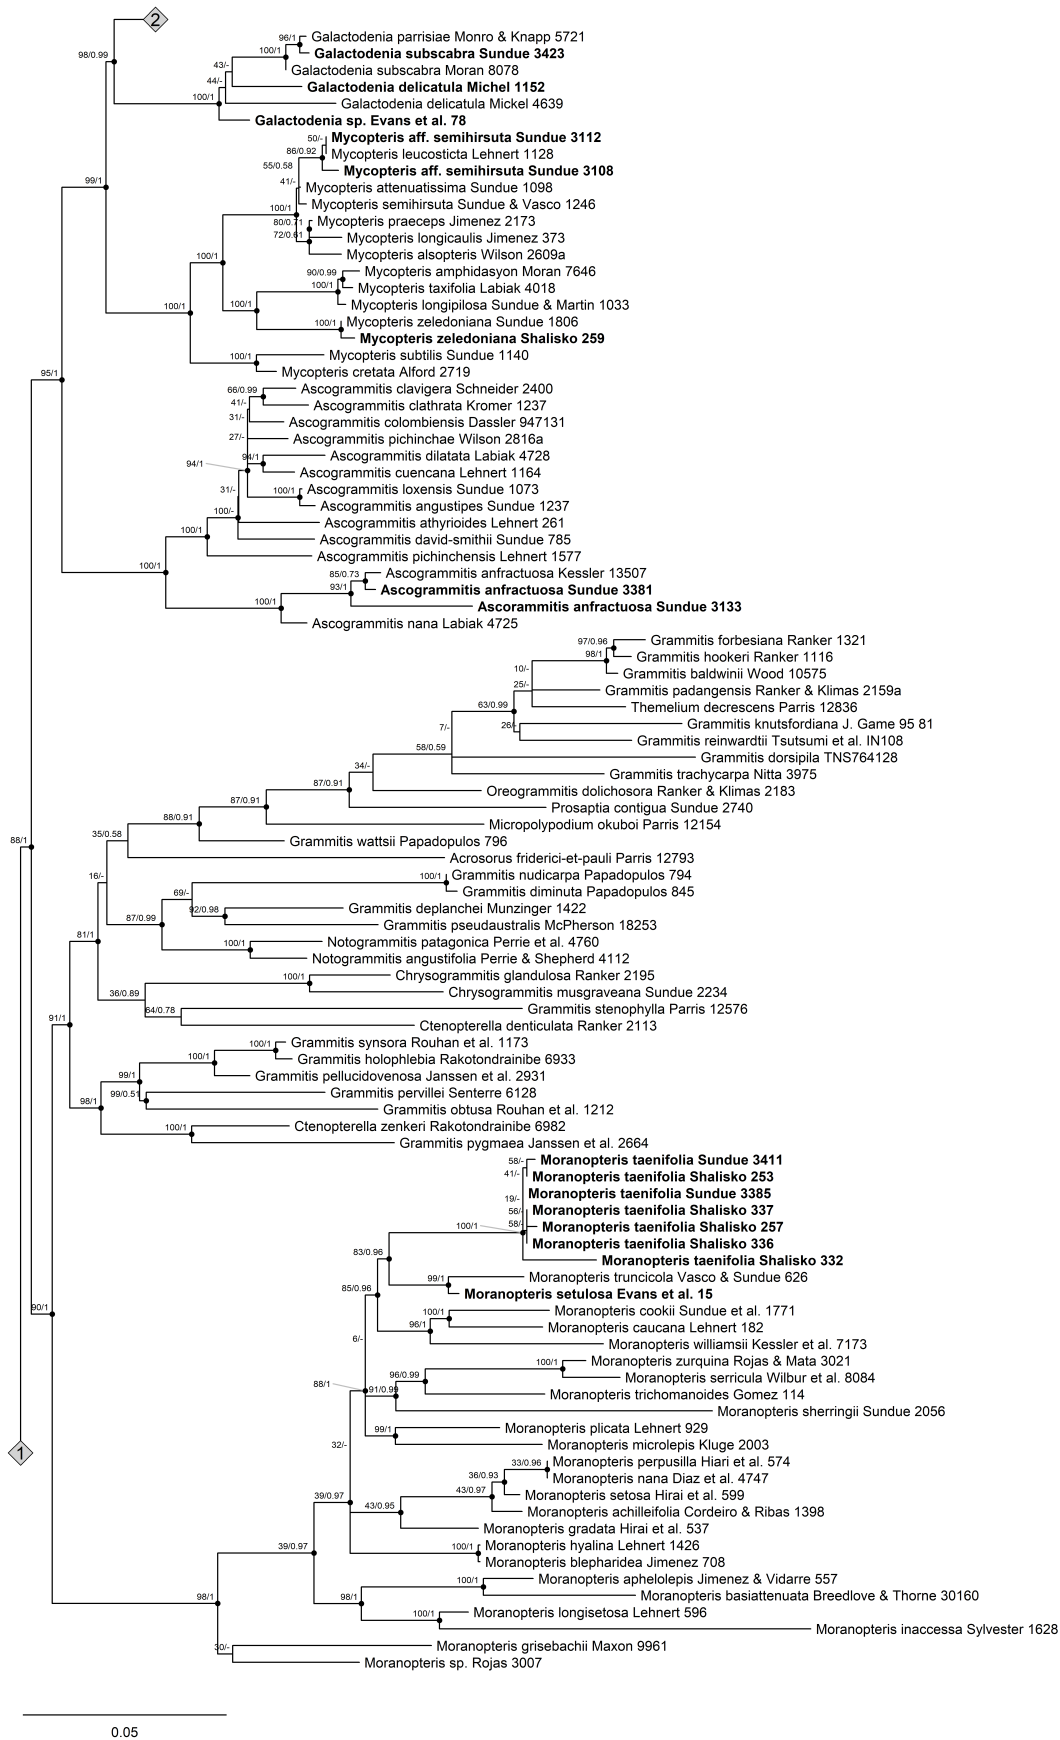 2
98/0.99
96/1
Galactodenia parrisiae Monro & Knapp 5721
100/1
Galactodenia subscabra Sundue 3423
43/-
Galactodenia subscabra Moran 8078
44/-
Galactodenia delicatula Michel 1152
100/1
Galactodenia delicatula Mickel 4639
Galactodenia sp. Evans et al. 78
50/-
Mycopteris aff. semihirsuta Sundue 3112
86/0.92
Mycopteris leucosticta Lehnert 1128
55/0.58
Mycopteris aff. semihirsuta Sundue 3108
99/1
41/-
Mycopteris attenuatissima Sundue 1098
Mycopteris semihirsuta Sundue & Vasco 1246
100/1
80/0.71
Mycopteris praeceps Jimenez 2173
72/0.61
Mycopteris longicaulis Jimenez 373
Mycopteris alsopteris Wilson 2609a
100/1
90/0.99
Mycopteris amphidasyon Moran 7646
100/1
Mycopteris taxifolia Labiak 4018
100/1
100/1
Mycopteris longipilosa Sundue & Martin 1033
100/1
Mycopteris zeledoniana Sundue 1806
Mycopteris zeledoniana Shalisko 259
100/1
Mycopteris subtilis Sundue 1140
Mycopteris cretata Alford 2719
95/1
66/0.99
Ascogrammitis clavigera Schneider 2400
41/-
Ascogrammitis clathrata Kromer 1237
31/-
Ascogrammitis colombiensis Dassler 947131
27/-
Ascogrammitis pichinchae Wilson 2816a
94/1
Ascogrammitis dilatata Labiak 4728
94/1
Ascogrammitis cuencana Lehnert 1164
31/-
100/1
Ascogrammitis loxensis Sundue 1073
Ascogrammitis angustipes Sundue 1237
100/-
Ascogrammitis athyrioides Lehnert 261
100/1
Ascogrammitis david-smithii Sundue 785
Ascogrammitis pichinchensis Lehnert 1577
100/1
85/0.73
Ascogrammitis anfractuosa Kessler 13507
93/1
Ascogrammitis anfractuosa Sundue 3381
100/1
Ascorammitis anfractuosa Sundue 3133
Ascogrammitis nana Labiak 4725
97/0.96
Grammitis forbesiana Ranker 1321
98/1
Grammitis hookeri Ranker 1116
10/-
Grammitis baldwinii Wood 10575
25/-
Grammitis padangensis Ranker & Klimas 2159a
63/0.99
Themelium decrescens Parris 12836
26/-
Grammitis knutsfordiana J. Game 95 81
7/-
Grammitis reinwardtii Tsutsumi et al. IN108
58/0.59
Grammitis dorsipila TNS764128
34/-
Grammitis trachycarpa Nitta 3975
87/0.91
Oreogrammitis dolichosora Ranker & Klimas 2183
87/0.91
Prosaptia contigua Sundue 2740
88/0.91
Micropolypodium okuboi Parris 12154
35/0.58
Grammitis wattsii Papadopulos 796
88/1
Acrosorus friderici-et-pauli Parris 12793
16/-
100/1
Grammitis nudicarpa Papadopulos 794
69/-
Grammitis diminuta Papadopulos 845
92/0.98
Grammitis deplanchei Munzinger 1422
87/0.99
Grammitis pseudaustralis McPherson 18253
81/1
100/1
Notogrammitis patagonica Perrie et al. 4760
Notogrammitis angustifolia Perrie & Shepherd 4112
100/1
Chrysogrammitis glandulosa Ranker 2195
36/0.89
Chrysogrammitis musgraveana Sundue 2234
64/0.78
Grammitis stenophylla Parris 12576
91/1
Ctenopterella denticulata Ranker 2113
100/1
Grammitis synsora Rouhan et al. 1173
100/1
Grammitis holophlebia Rakotondrainibe 6933
99/1
Grammitis pellucidovenosa Janssen et al. 2931
99/0.51
Grammitis pervillei Senterre 6128
98/1
Grammitis obtusa Rouhan et al. 1212
100/1
Ctenopterella zenkeri Rakotondrainibe 6982
Grammitis pygmaea Janssen et al. 2664
58/-
Moranopteris taenifolia Sundue 3411
41/-
Moranopteris taenifolia Shalisko 253
19/-
Moranopteris taenifolia Sundue 3385
56/-
Moranopteris taenifolia Shalisko 337
100/1
58/-
Moranopteris taenifolia Shalisko 257
Moranopteris taenifolia Shalisko 336
83/0.96
Moranopteris taenifolia Shalisko 332
99/1
Moranopteris truncicola Vasco & Sundue 626
85/0.96
Moranopteris setulosa Evans et al. 15
90/1
100/1
Moranopteris cookii Sundue et al. 1771
96/1
Moranopteris caucana Lehnert 182
6/-
Moranopteris williamsii Kessler et al. 7173
100/1
Moranopteris zurquina Rojas & Mata 3021
96/0.99
Moranopteris serricula Wilbur et al. 8084
88/1
91/0.99
Moranopteris trichomanoides Gomez 114
Moranopteris sherringii Sundue 2056
99/1
Moranopteris plicata Lehnert 929
32/-
Moranopteris microlepis Kluge 2003
1
33/0.96
Moranopteris perpusilla Hiari et al. 574
36/0.93
Moranopteris nana Diaz et al. 4747
39/0.97
43/0.97
Moranopteris setosa Hirai et al. 599
43/0.95
Moranopteris achilleifolia Cordeiro & Ribas 1398
Moranopteris gradata Hirai et al. 537
39/0.97
100/1
Moranopteris hyalina Lehnert 1426
Moranopteris blepharidea Jimenez 708
100/1
Moranopteris aphelolepis Jimenez & Vidarre 557
98/1
98/1
Moranopteris basiattenuata Breedlove & Thorne 30160
100/1
Moranopteris longisetosa Lehnert 596
Moranopteris inaccessa Sylvester 1628
30/-
Moranopteris grisebachii Maxon 9961
Moranopteris sp. Rojas 3007
0.05